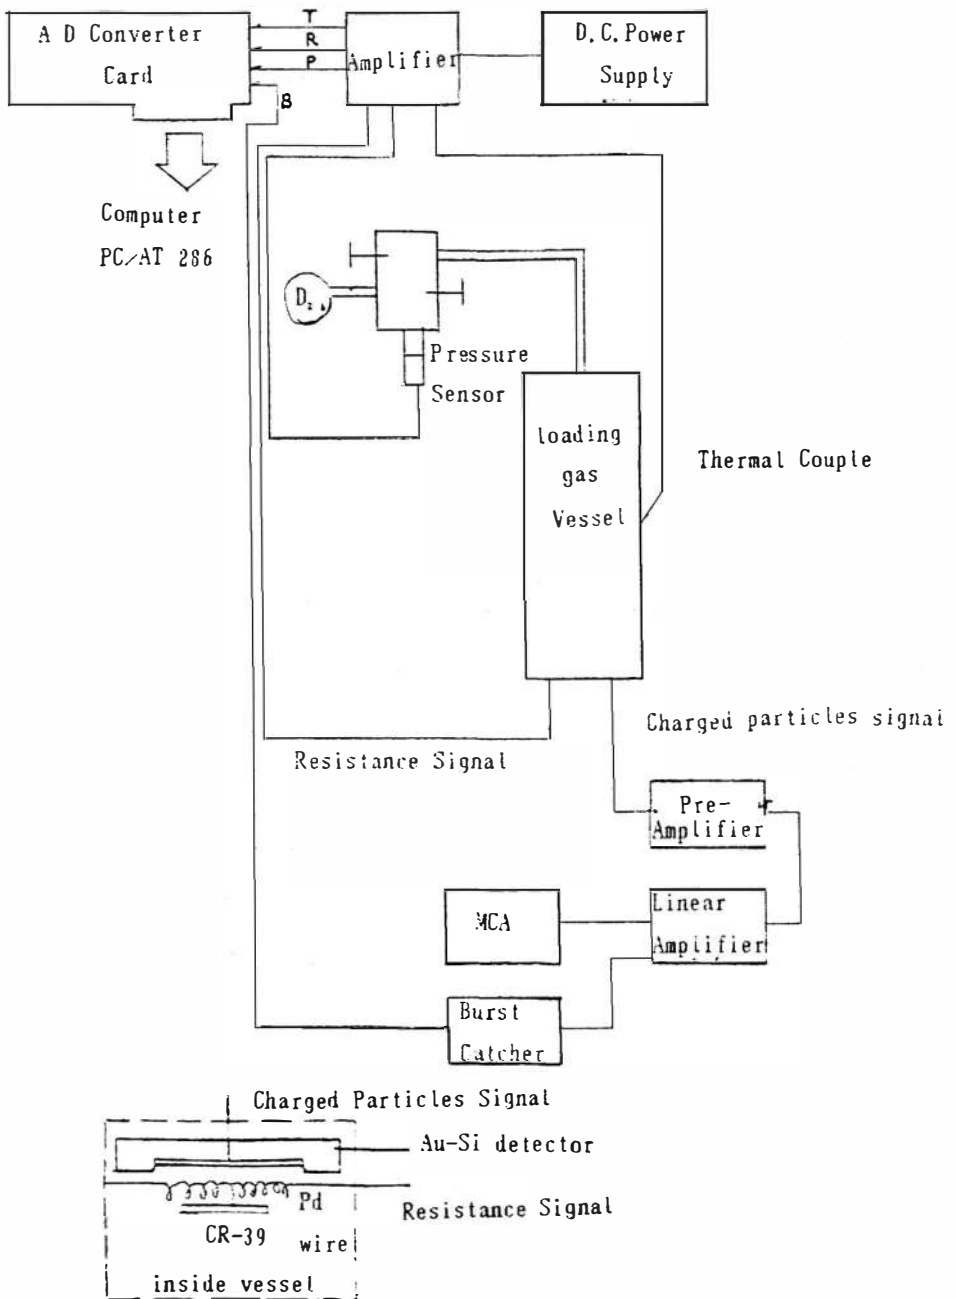 A D Converter
Card
T
R
P
B
Amplifier
D.C.Power
Supply
Computer
PC/AT 286
D₂
Pressure
Sensor
loading
gas
Vessel
Thermal Couple
Resistance Signal
Charged particles signal
Pre-
Amplifier
Linear
Amplifier
MCA
Burst
Catcher
Charged Particles Signal
Au-Si detector
Pd
wire
Resistance Signal
CR-39
inside vessel